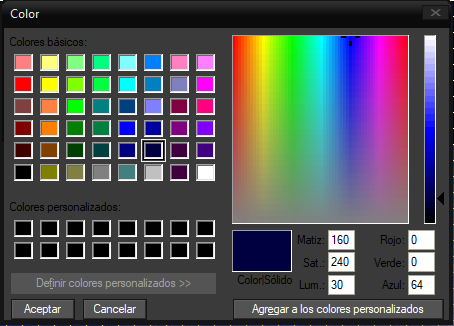 Color
Colores básicos:
Colores personalizados:
Definir colores personalizados >>
Aceptar
Cancelar
Color|Sólido
Matiz: 160
Sat.: 240
Lum.: 30
Rojo: 0
Verde: 0
Azul: 64
Agregar a los colores personalizados